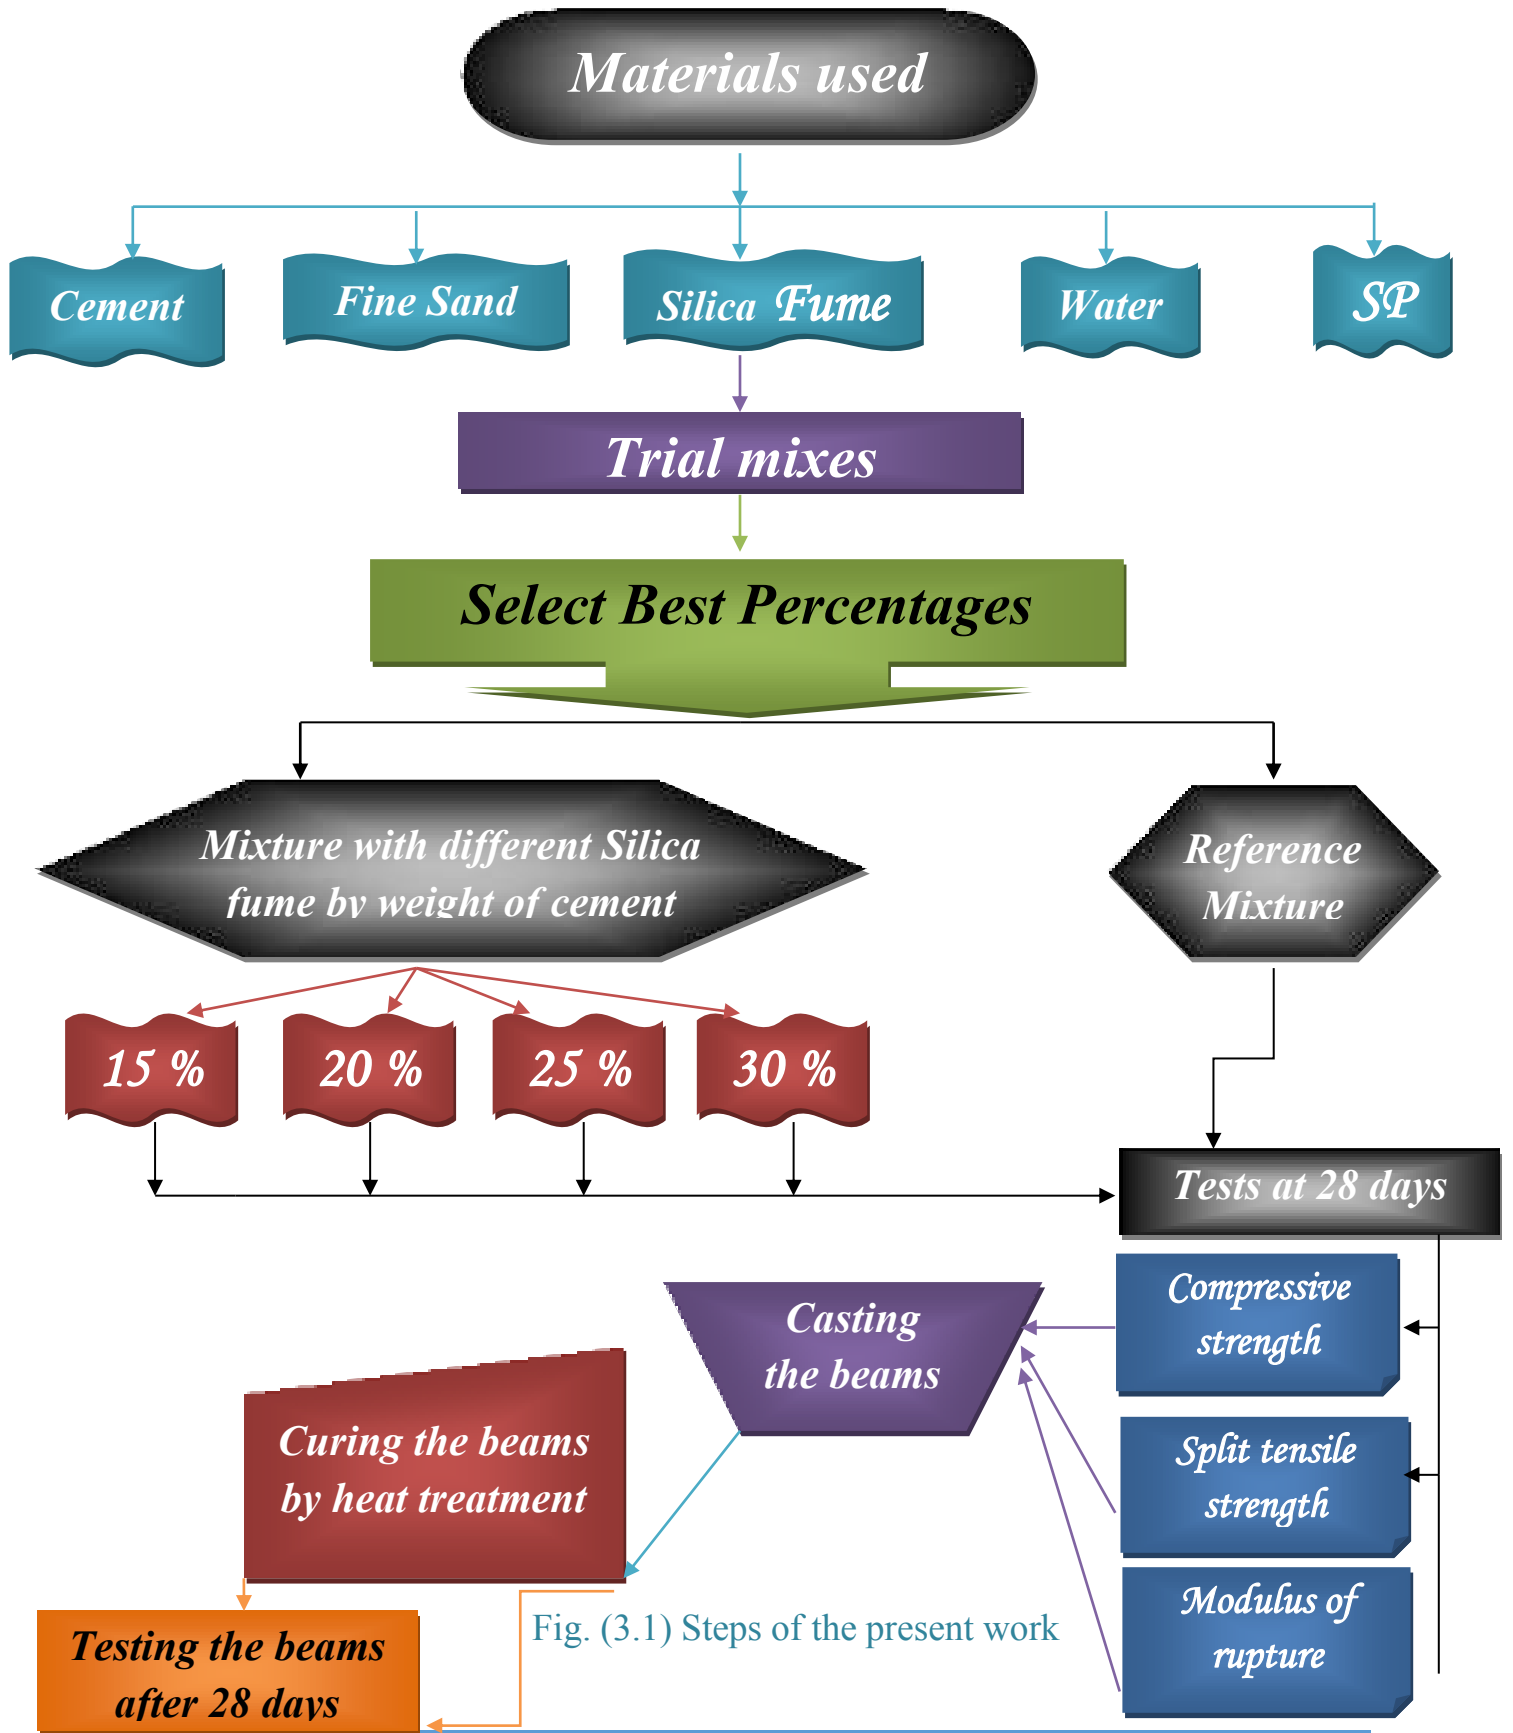 Materials used
Cement
Fine Sand
Silica Fume
Water
SP
Trial mixes
Select Best Percentages
Mixture with different Silica
fume by weight of cement
Reference
Mixture
15 %
20 %
25 %
30 %
Tests at 28 days
Compressive
strength
Casting
the beams
Curing the beams
by heat treatment
Split tensile
strength
Modulus of
rupture
Fig. (3.1) Steps of the present work
Testing the beams
after 28 days